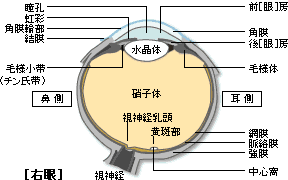 瞳孔
虹彩
角膜輪部
結膜
毛様小帯
(チン氏帯)
前[眼]房
角膜
後[眼]房
毛様体
水晶体
鼻側
硝子体
耳側
視神経乳頭
黄斑部
網膜
脈絡膜
強膜
中心窩
視神経
[右眼]